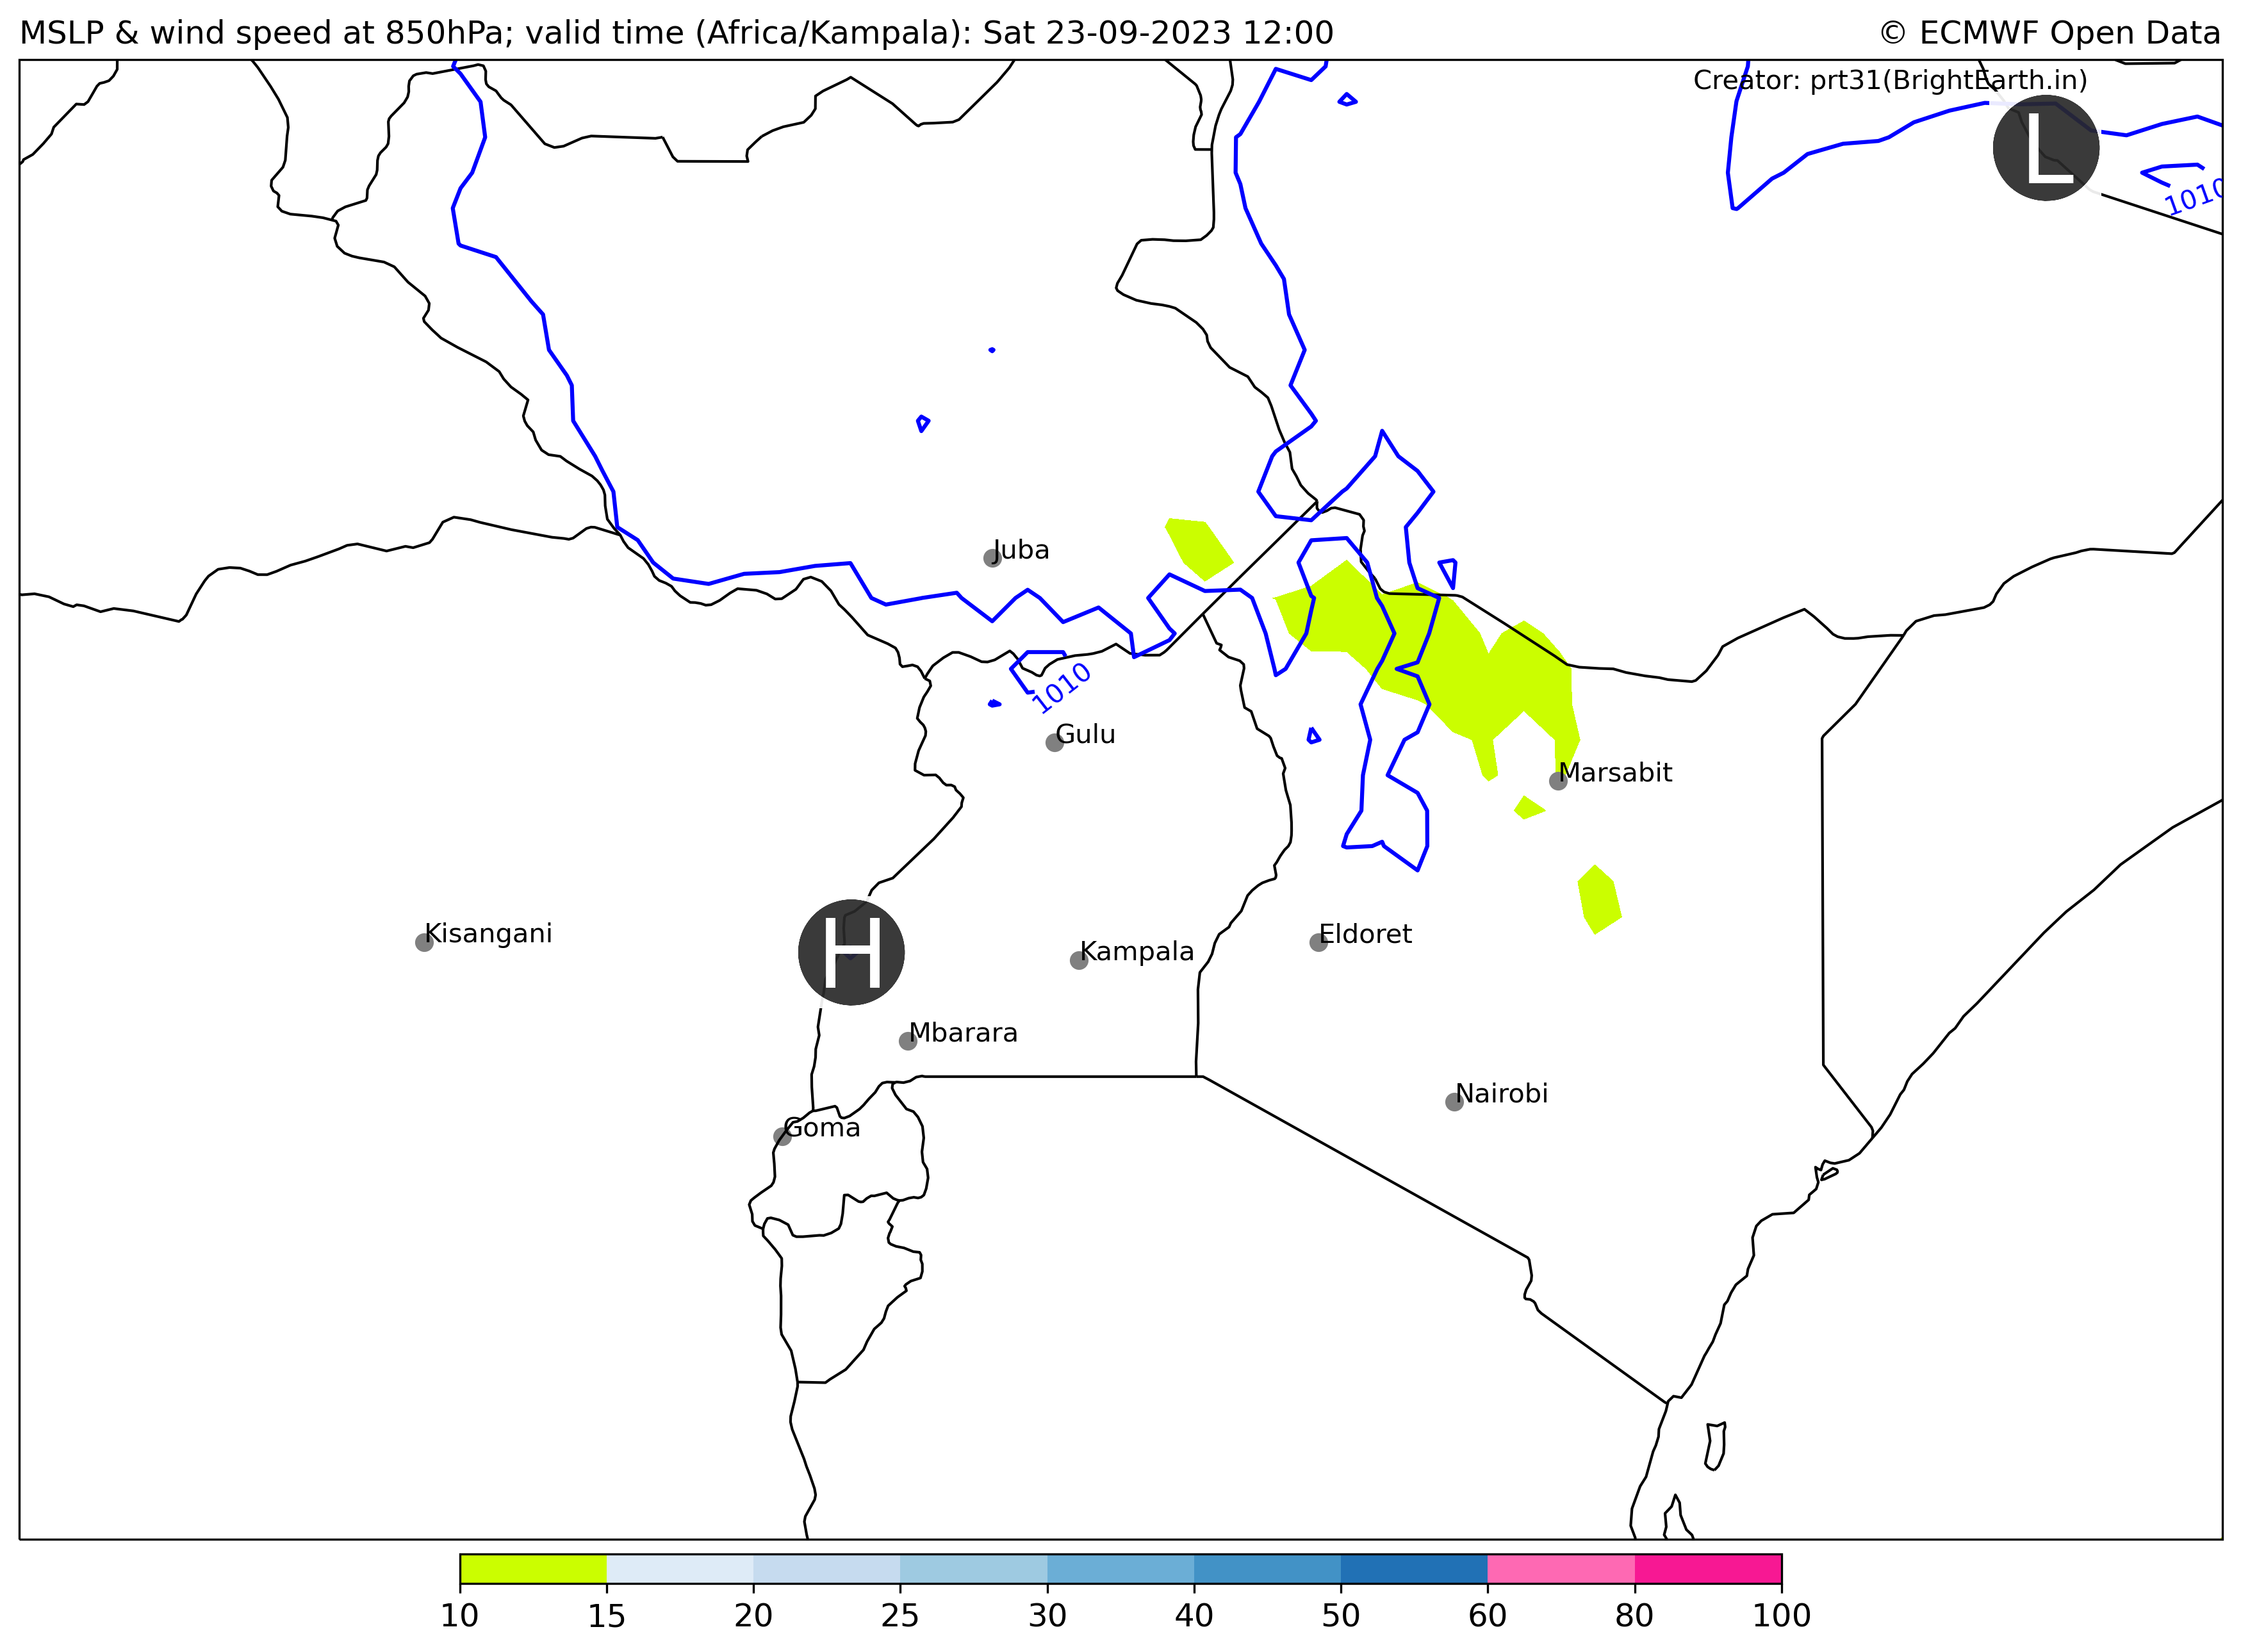 MSLP & wind speed at 850hPa; valid time (Africa/Kampala): Sat 23-09-2023 12:00
© ECMWF Open Data
Creator: prt31(BrightEarth.in)
L
1010
Juba
1010
Gulu
Marsabit
Kisangani
H
Kampala
Eldoret
Mbarara
Nairobi
Goma
10 15 20 25 30 40 50 60 80 100